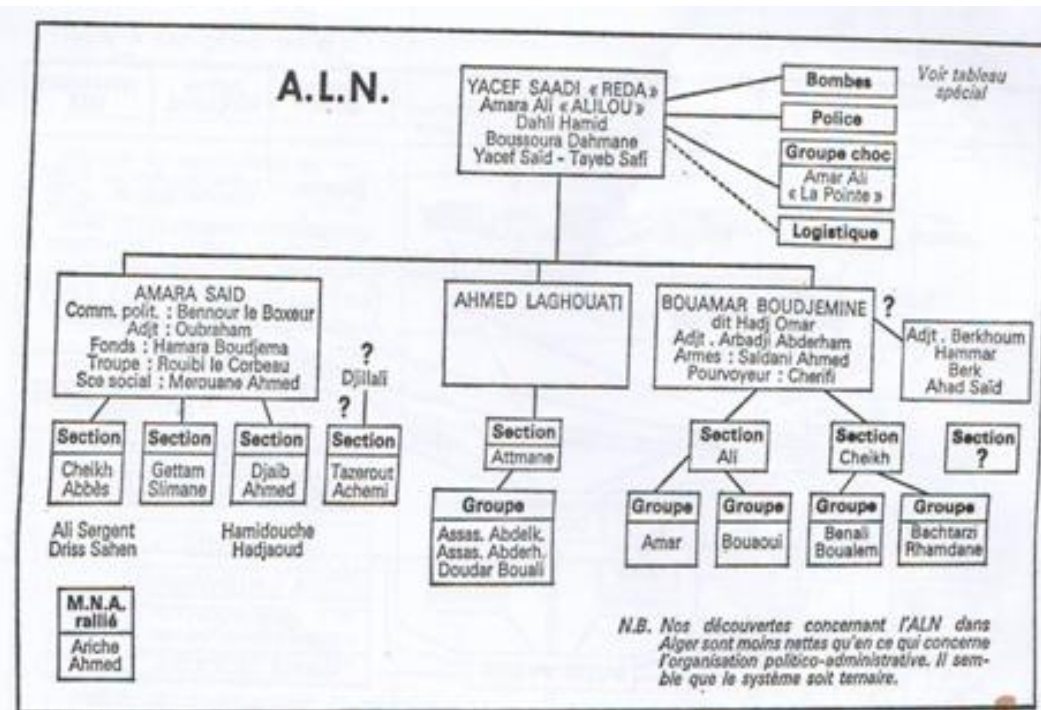 A.L.N.
YACEF SAADI « REDA »
Amara Ali « ALILOU »
Dahli Hamid
Boussoura Dahmane
Yacef Saïd - Tayeb Safi
Bombes
Voir tableau
spécial
Police
Groupe choc
Amar Ali
« La Pointe »
Logistique
AMARA SAID
Comm. polit. : Bennour le Boxeur
Adjt : Oubraham
Fonds : Hamara Boudjema
Troupe : Rouibi le Corbeau
Sce social : Merouane Ahmed
?
Djilali
?
AHMED LAGHOUATI
BOUAMAR BOUDJEMINE
dit Hadj Omar
Adjt . Arbadji Abderham
Armes : Saldani Ahmed
Pourvoyeur : Cherifi
?
Adjt . Berkhoum
Hammar
Berk
Ahad Saïd
Section
Cheikh
Abbès
Section
Gettam
Slimane
Section
Djaib
Ahmed
Section
Tazerout
Achemi
Section
Attmane
Section
Ali
Section
Cheikh
Section
?
Ali Sergent
Driss Sahen
Hamidouche
Hadjaoud
Groupe
Assas. Abdelk.
Assas. Abderh.
Doudar Bouali
Groupe
Amar
Groupe
Bouaoui
Groupe
Benali
Boualem
Groupe
Bachtarzi
Rhamdane
M.N.A.
rallié
Ariche
Ahmed
N.B. Nos découvertes concernant l'ALN dans
Alger sont moins nettes qu'en ce qui concerne
l'organisation politico-administrative. Il sem-
ble que le système soit ternaire.